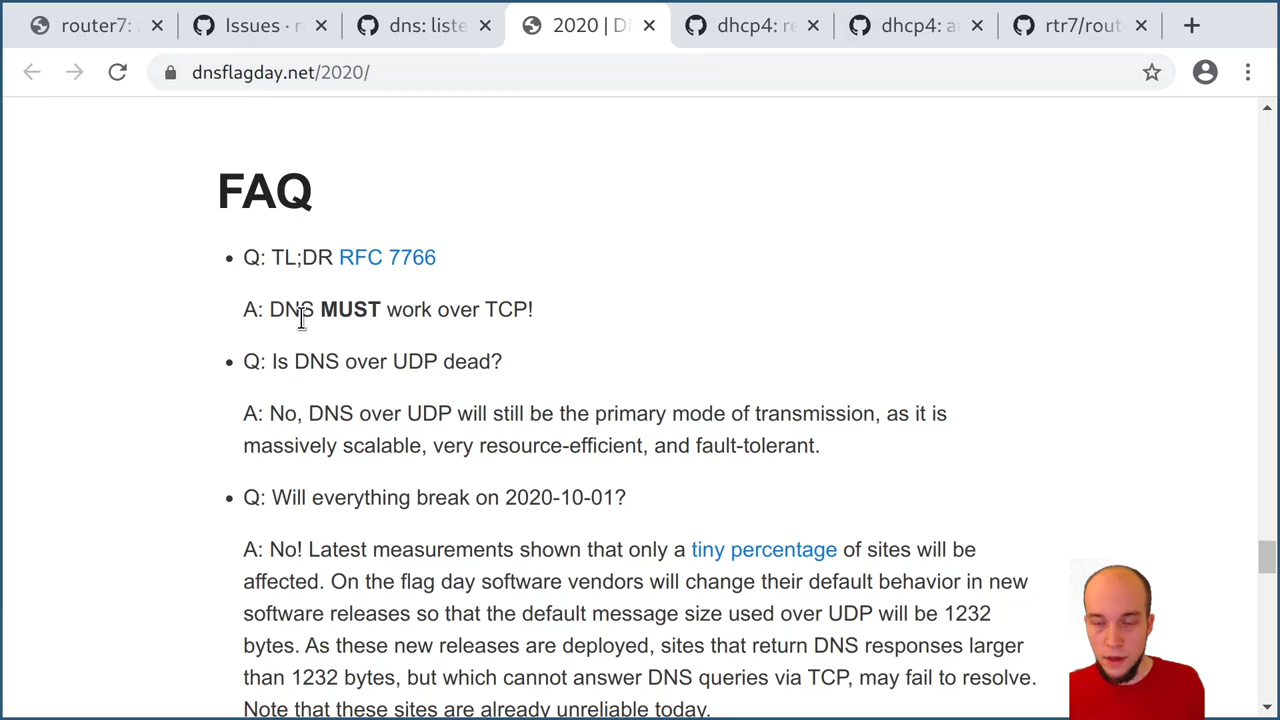 router7: a
Issues · r
dns: liste
2020 | D
dhcp4: re
dhcp4: a
rtr7/rout
dnsflagday.net/2020/
FAQ
• Q: TL;DR RFC 7766
A: DNS MUST work over TCP!
• Q: Is DNS over UDP dead?
A: No, DNS over UDP will still be the primary mode of transmission, as it is
massively scalable, very resource-efficient, and fault-tolerant.
• Q: Will everything break on 2020-10-01?
A: No! Latest measurements shown that only a tiny percentage of sites will be
affected. On the flag day software vendors will change their default behavior in new
software releases so that the default message size used over UDP will be 1232
bytes. As these new releases are deployed, sites that return DNS responses larger
than 1232 bytes, but which cannot answer DNS queries via TCP, may fail to resolve.
Note that these sites are already unreliable today.